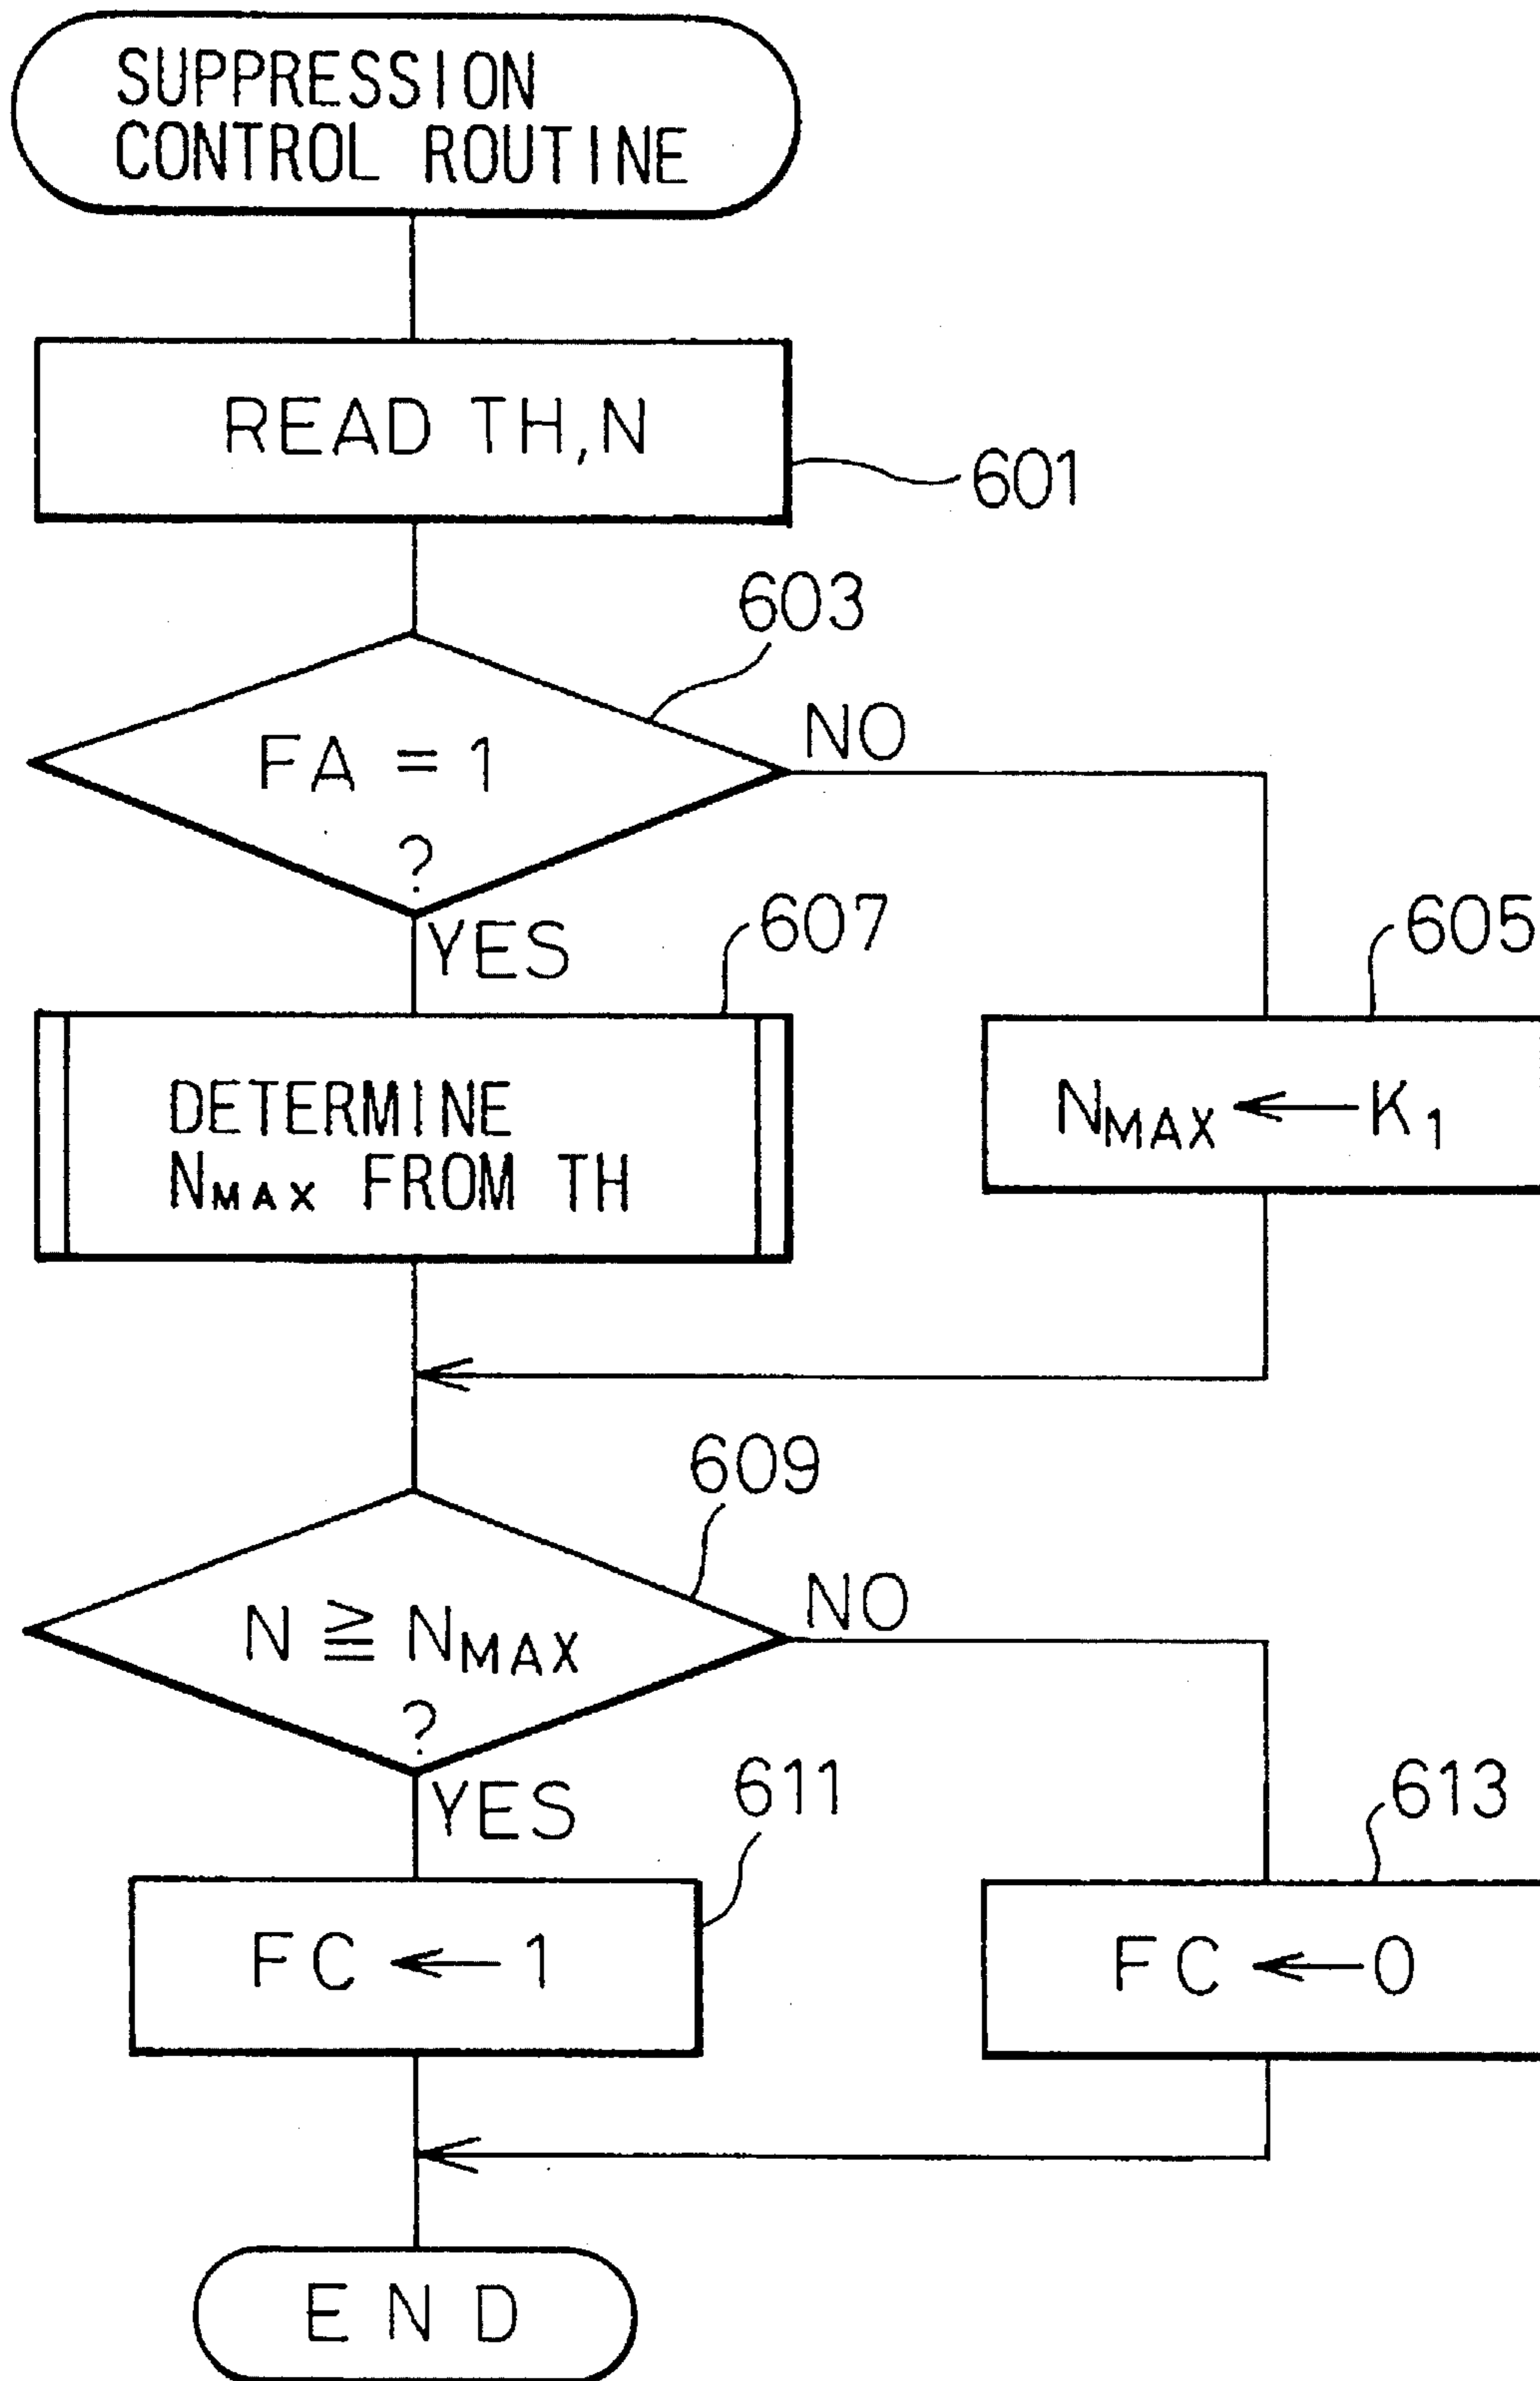 SUPPRESSION
CONTROL ROUTINE
READ TH, N
601
603
FA = 1
?
NO
YES
607
605
DETERMINE
NMAX FROM TH
NMAX ← K1
609
N ≧ NMAX
?
NO
YES
611
613
FC ← 1
FC ← 0
END